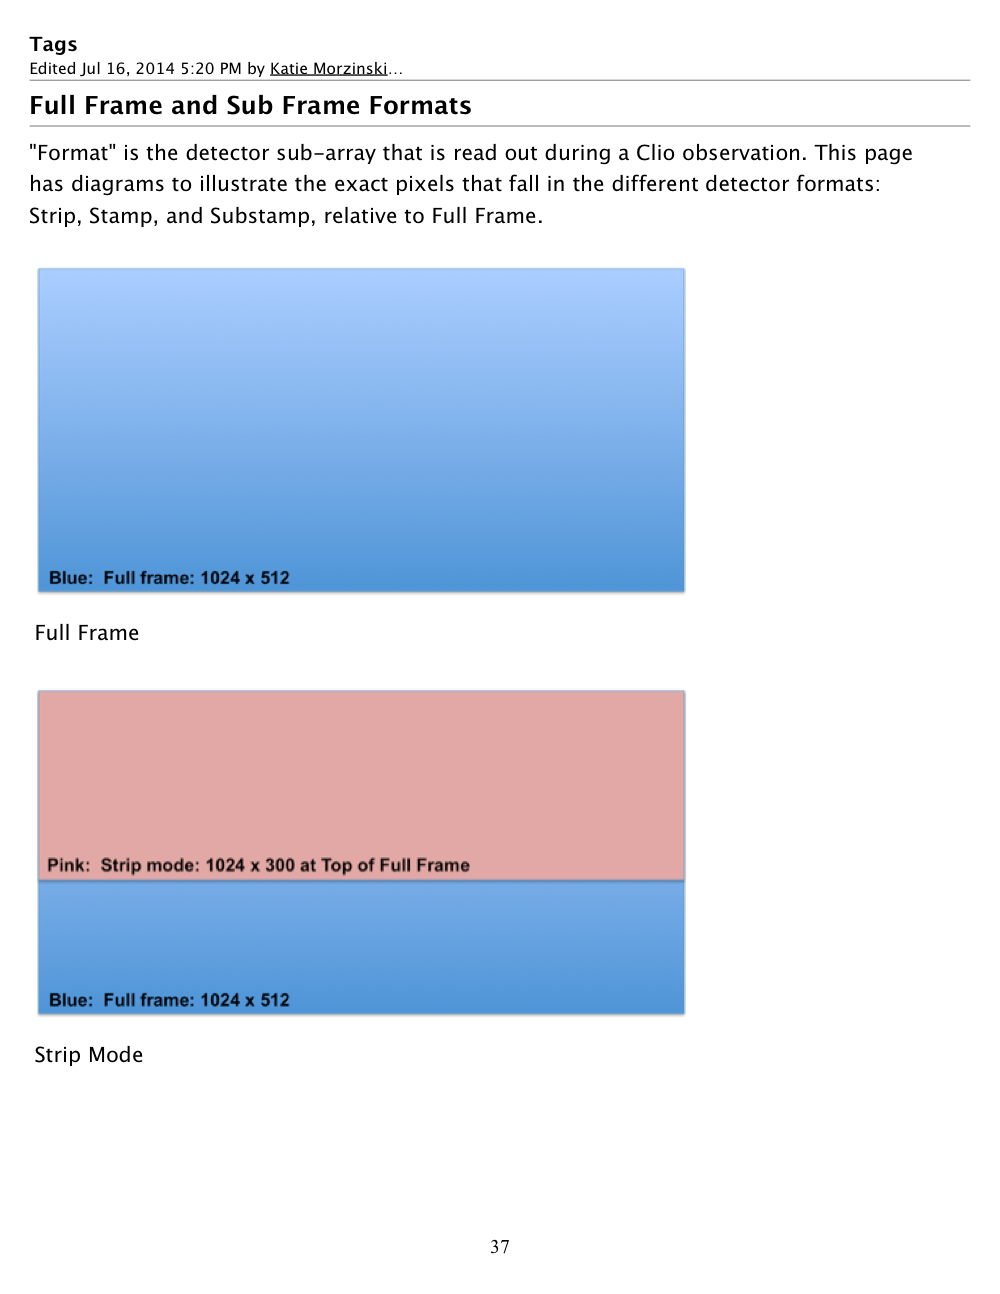 Tags
Edited Jul 16, 2014 5:20 PM by Katie Morzinski...
Full Frame and Sub Frame Formats
"Format" is the detector sub-array that is read out during a Clio observation. This page
has diagrams to illustrate the exact pixels that fall in the different detector formats:
Strip, Stamp, and Substamp, relative to Full Frame.
Blue:  Full frame: 1024 x 512
Full Frame
Pink:  Strip mode: 1024 x 300 at Top of Full Frame
Blue:  Full frame: 1024 x 512
Strip Mode
37